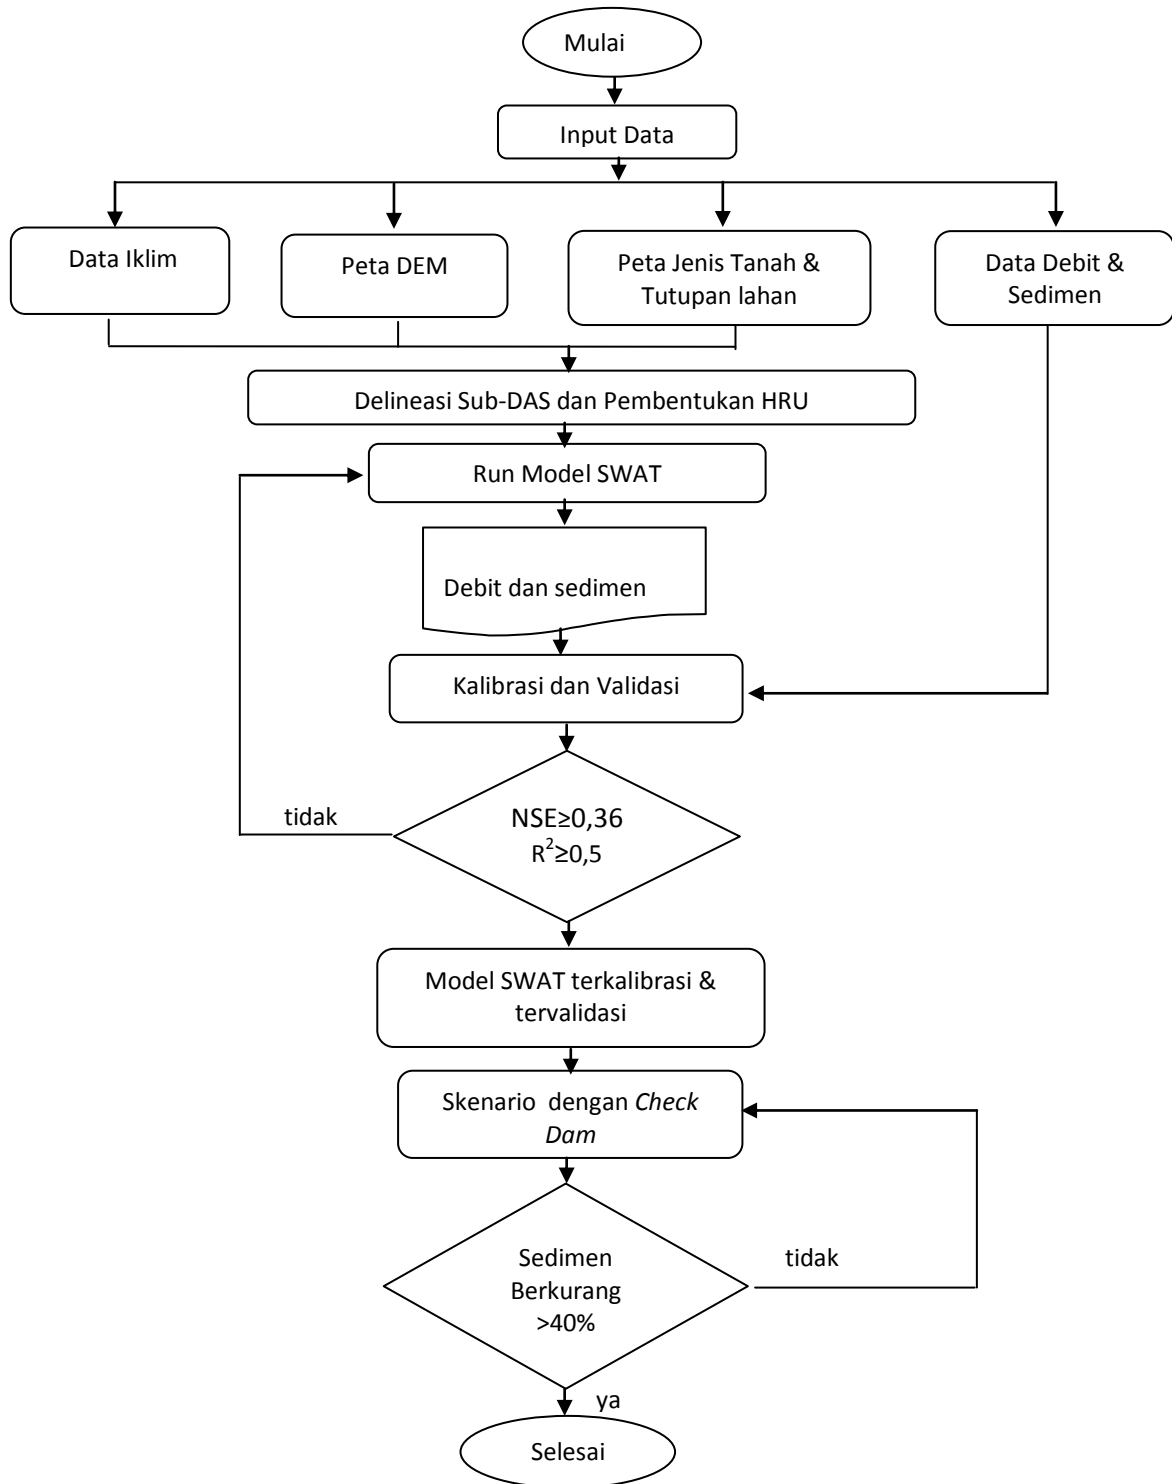 Mulai
Input Data
Data Iklim
Peta DEM
Peta Jenis Tanah &
Tutupan lahan
Data Debit &
Sedimen
Delineasi Sub-DAS dan Pembentukan HRU
Run Model SWAT
Debit dan sedimen
Kalibrasi dan Validasi
tidak
NSE≥0,36
R²≥0,5
Model SWAT terkalibrasi &
tervalidasi
Skenario dengan Check
Dam
Sedimen
Berkurang
>40%
tidak
ya
Selesai